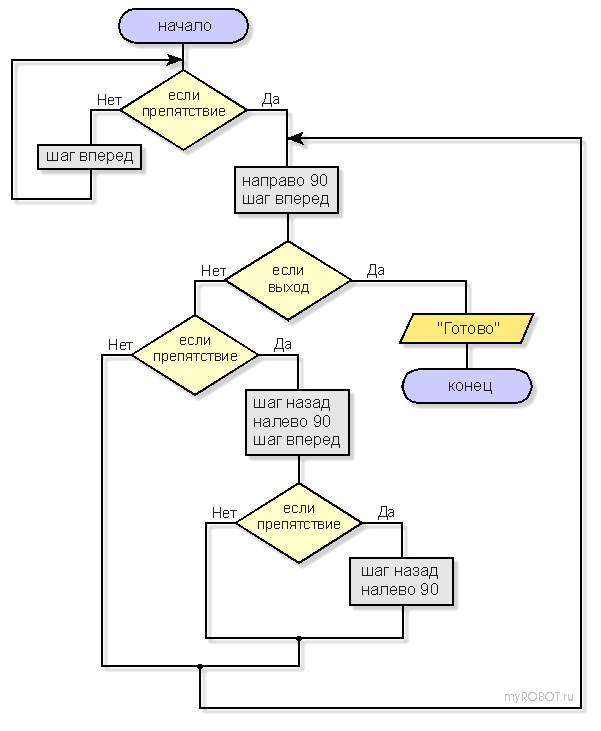 начало
если
препятствие
Нет
Да
шаг вперед
направо 90
шаг вперед
если
выход
Нет
Да
"Готово"
если
препятствие
Нет
Да
конец
шаг назад
налево 90
шаг вперед
если
препятствие
Нет
Да
шаг назад
налево 90
myROBOT.ru